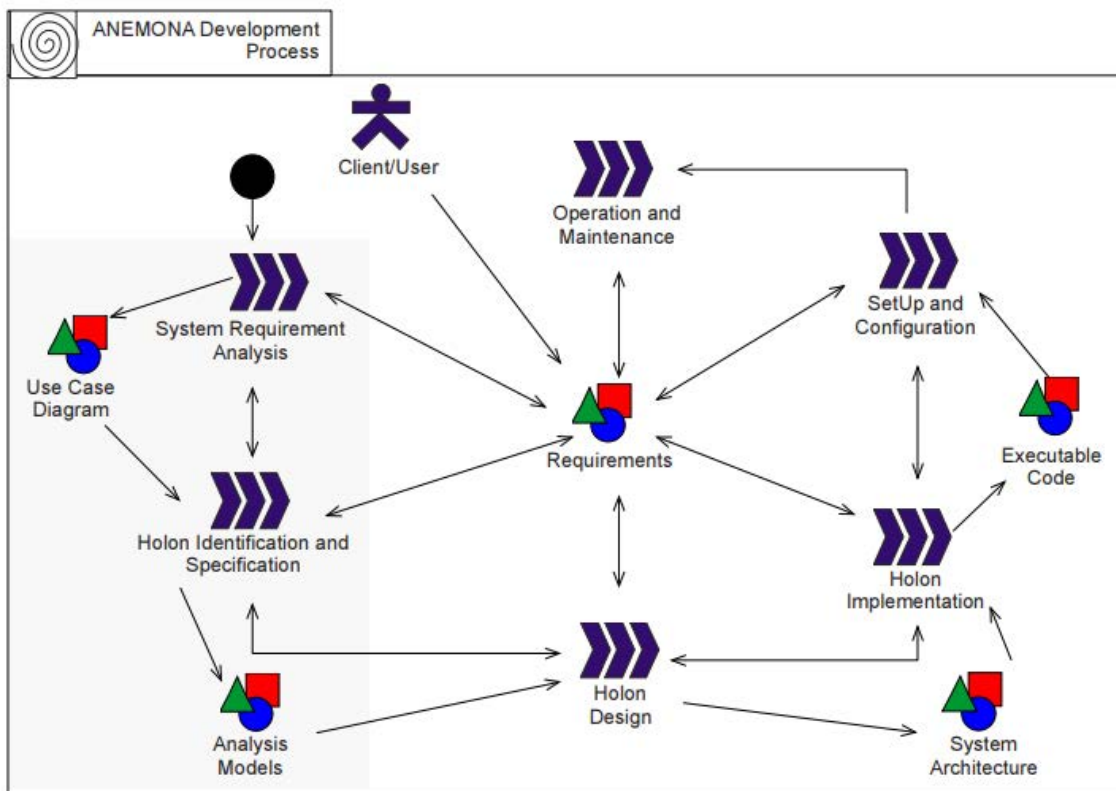 ANEMONA Development
Process
Client/User
Operation and
Maintenance
System Requirement
Analysis
SetUp and
Configuration
Use Case
Diagram
Requirements
Executable
Code
Holon Identification and
Specification
Holon
Implementation
Holon
Design
Analysis
Models
System
Architecture